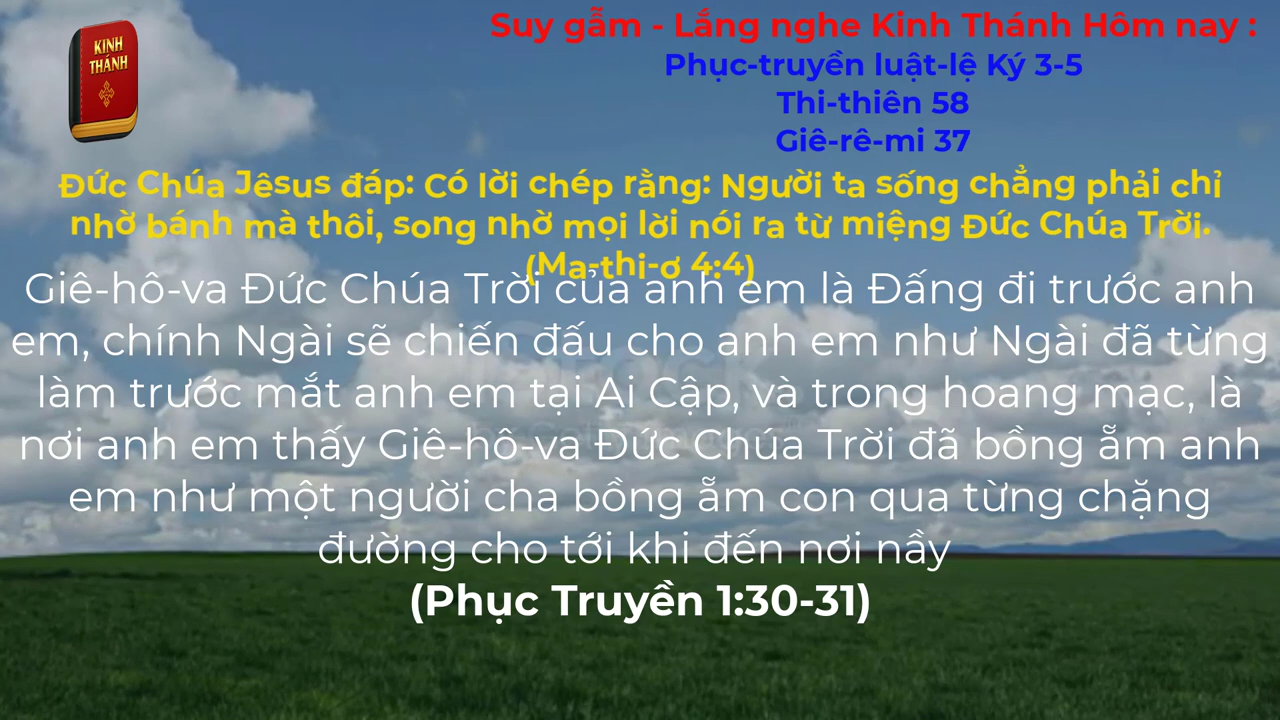 KINH
THÁNH
Suy gẫm - Lắng nghe Kinh Thánh Hôm nay :
Phục-truyền luật-lệ Ký 3-5
Thi-thiên 58
Giê-rê-mi 37
Đức Chúa Jêsus đáp: Có lời chép rằng: Người ta sống chẳng phải chỉ
nhờ bánh mà thôi, song nhờ mọi lời nói ra từ miệng Đức Chúa Trời.
(Ma-thi-ơ 4:4)
Giê-hô-va Đức Chúa Trời của anh em là Đấng đi trước anh
em, chính Ngài sẽ chiến đấu cho anh em như Ngài đã từng
làm trước mắt anh em tại Ai Cập, và trong hoang mạc, là
nơi anh em thấy Giê-hô-va Đức Chúa Trời đã bồng ẵm anh
em như một người cha bồng ẵm con qua từng chặng
đường cho tới khi đến nơi nầy
(Phục Truyền 1:30-31)